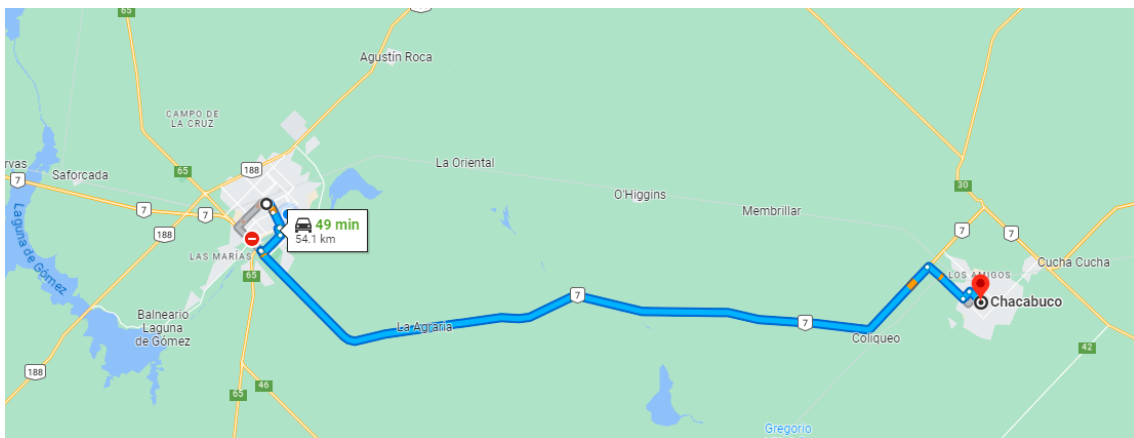 65
188
Agustín Roca
CAMPO DE
LA CRUZ
rvas
7
Saforcada
65
188
La Oriental
30
O'Higgins
Membrillar
7
7
188
49 min
54.1 km
7
7
LAS MARÍAS
65
Laguna de Gómez
Cucha Cucha
LOS AMIGOS
Chacabuco
7
Balneario
Laguna
de Gómez
La Agraria
7
Coliqueo
42
188
65
46
Gregorio